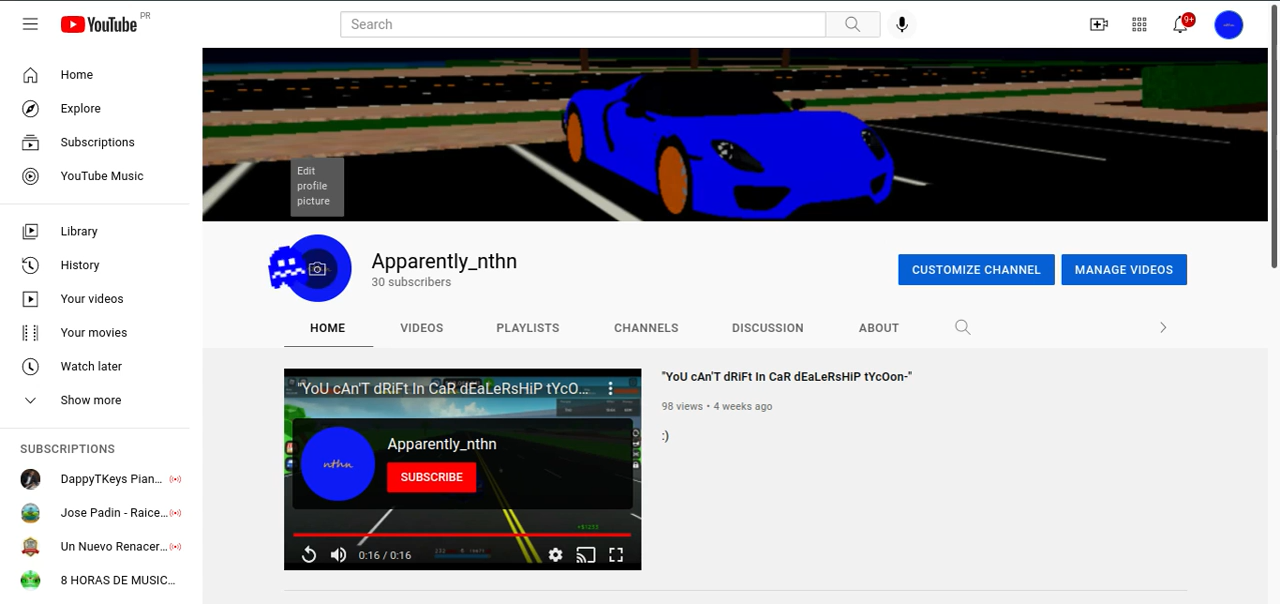 YouTube PR
Search
9+
Home
Explore
Subscriptions
YouTube Music
Library
History
Your videos
Your movies
Watch later
Show more
SUBSCRIPTIONS
DappyTKeys Pian...
Jose Padin - Raice...
Un Nuevo Renacer...
8 HORAS DE MUSIC...
Edit
profile
picture
Apparently_nthn
30 subscribers
CUSTOMIZE CHANNEL
MANAGE VIDEOS
HOME
VIDEOS
PLAYLISTS
CHANNELS
DISCUSSION
ABOUT
"YoU cAn'T dRiFt In CaR dEaLeRsHiP tYcO...
Apparently_nthn
nthn
SUBSCRIBE
0:16 / 0:16
"YoU cAn'T dRiFt In CaR dEaLeRsHiP tYcOon-"
98 views • 4 weeks ago
:)